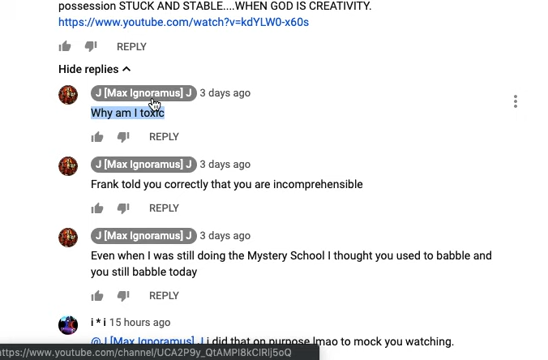 possession STUCK AND STABLE....WHEN GOD IS CREATIVITY.
https://www.youtube.com/watch?v=kdYLW0-x60s
REPLY
Hide replies
J [Max Ignoramus] J 3 days ago
Why am I toxic
REPLY
J [Max Ignoramus] J 3 days ago
Frank told you correctly that you are incomprehensible
REPLY
J [Max Ignoramus] J 3 days ago
Even when I was still doing the Mystery School I thought you used to babble and
you still babble today
REPLY
i * i 15 hours ago
@J [Max Ignoramus] J i did that on purpose lmao to mock you watching.
https://www.youtube.com/channel/UCA2P9y_QtAMPI8kClRlj5oQ